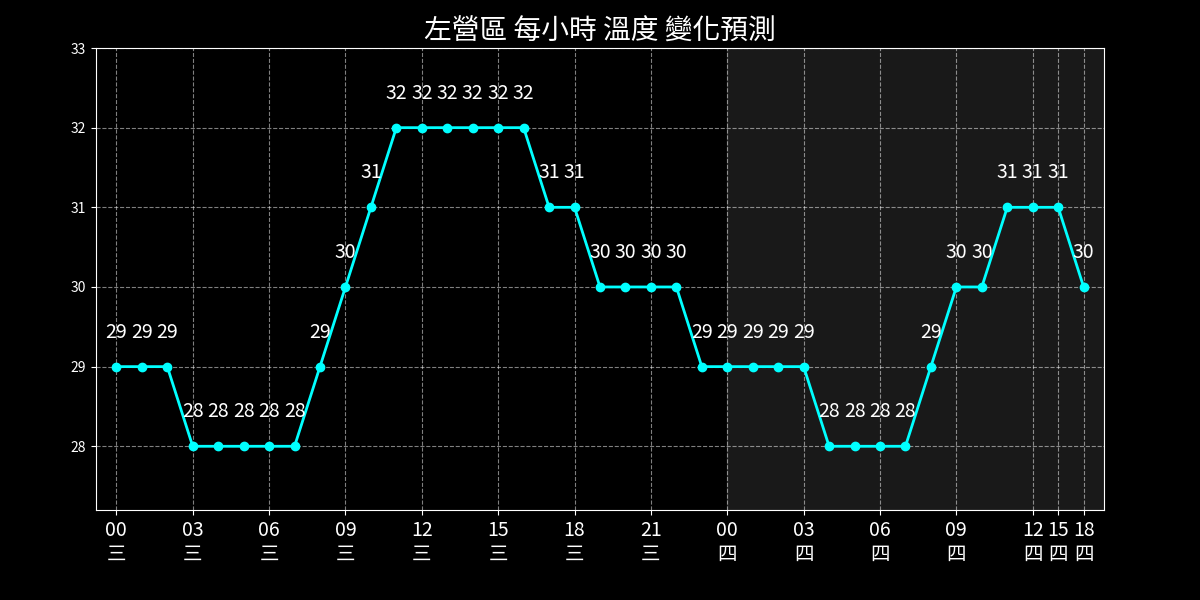 左營區 每小時 溫度 變化預測
33
32
31
30
29
28
32 32 32 32 32 32
31 31 31 31 31 31
30 30 30 30 30 30 30 30
29 29 29 29 29 29 29 29 29 29
28 28 28 28 28 28 28 28 28
00 03 06 09 12 15 18 21 00 03 06 09 12 15 18
三 三 三 三 三 三 三 三 四 四 四 四 四 四 四